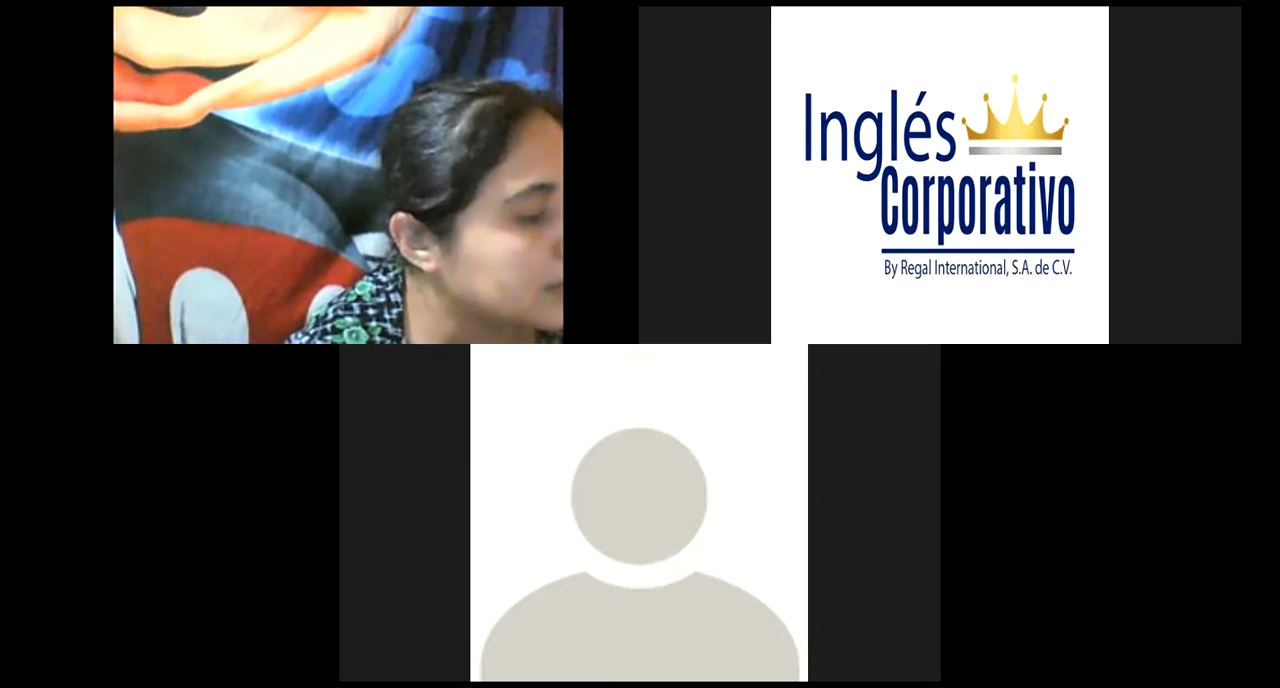 Inglés
Corporativo
By Regal International, S.A. de C.V.